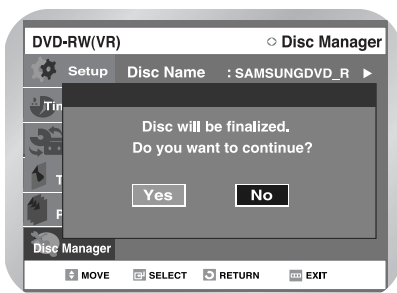 DVD-RW(VR)
Disc Manager
Setup
Disc Name : SAMSUNGDVD_R
Tin
Disc will be finalized.
Do you want to continue?
T
Yes No
P
Disc Manager
MOVE SELECT RETURN EXIT